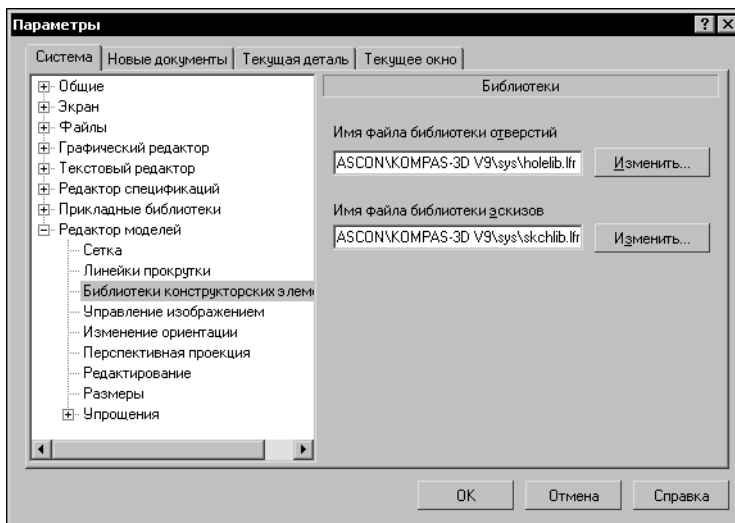 Параметры
Система Новые документы Текущая деталь Текущее окно
Общие
Экран
Файлы
Графический редактор
Текстовый редактор
Редактор спецификаций
Прикладные библиотеки
Редактор моделей
Сетка
Линейки прокрутки
Библиотеки конструкторских элеме
Управление изображением
Изменение ориентации
Перспективная проекция
Редактирование
Размеры
Упрощения
Библиотеки
Имя файла библиотеки отверстий
ASCON\KOMPAS-3D V9\sys\holelib.lfr Изменить...
Имя файла библиотеки эскизов
ASCON\KOMPAS-3D V9\sys\skchlib.lfr Изменить...
OK Отмена Справка